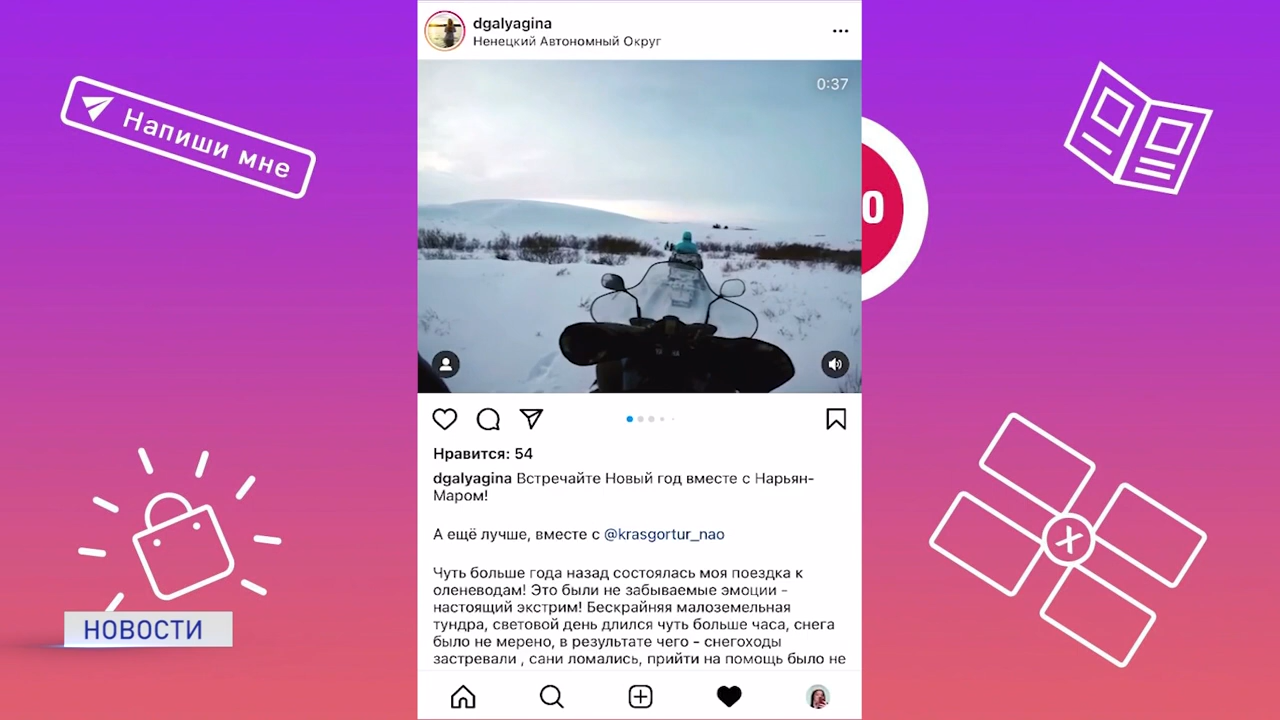 dgalyagina
Ненецкий Автономный Округ
0:37
Напиши мне
0
Нравится: 54
dgalyagina Встречайте Новый год вместе с Нарьян-
Маром!
А ещё лучше, вместе с @krasgortur_nao
Чуть больше года назад состоялась моя поездка к
оленеводам! Это были не забываемые эмоции -
настоящий экстрим! Бескрайняя малоземельная
тундра, световой день длился чуть больше часа, снега
было не мерено, в результате чего - снегоходы
застревали , сани ломались, прийти на помощь было не
НОВОСТИ
X